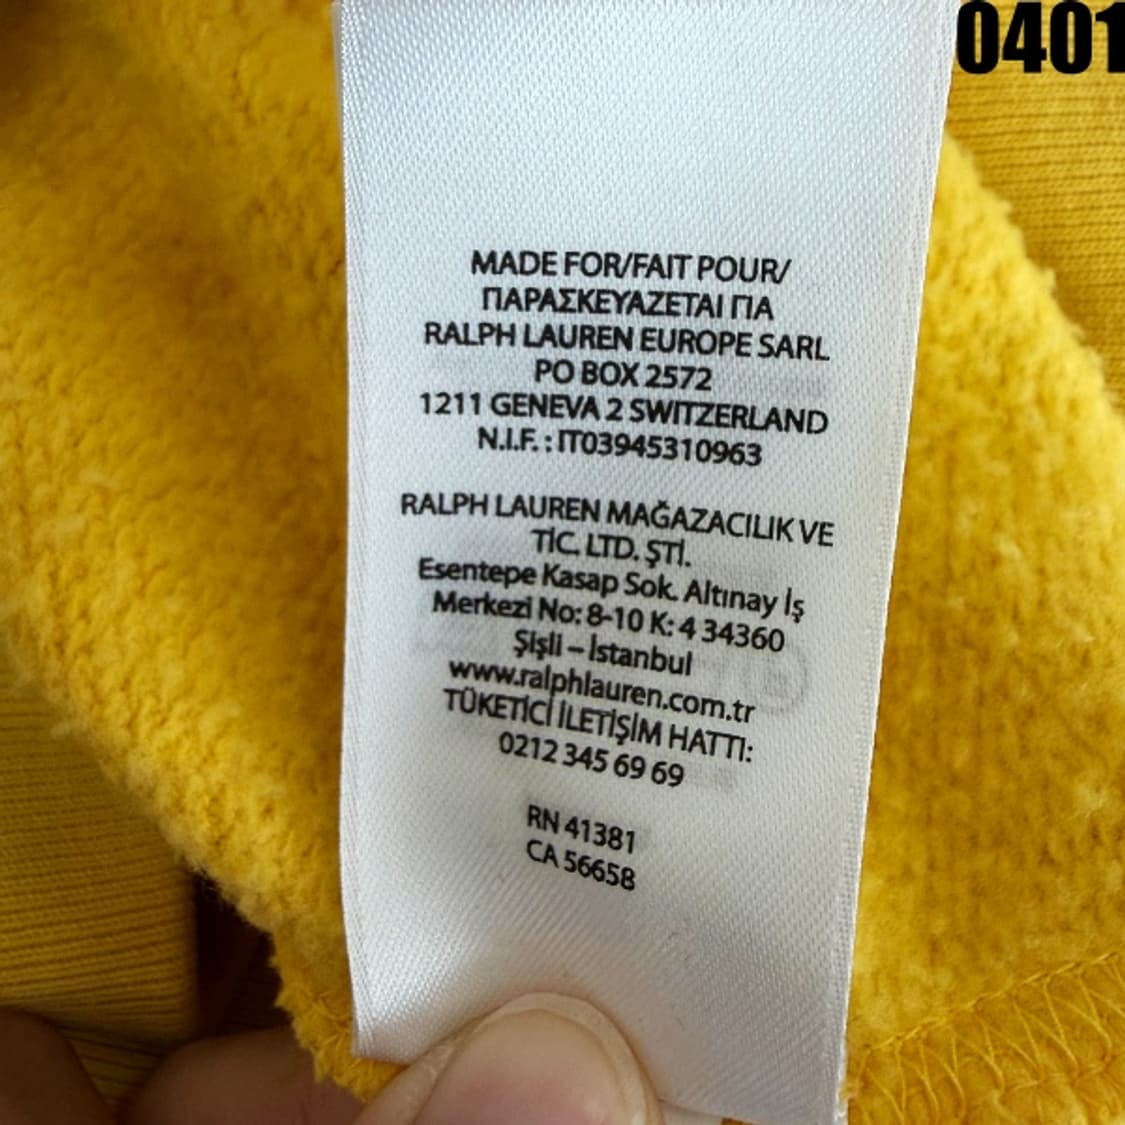 0401
MADE FOR/FAIT POUR/
ΠΑΡΑΣΚΕΥΑΖΕΤΑΙ ΓΙΑ
RALPH LAUREN EUROPE SARL
PO BOX 2572
1211 GENEVA 2 SWITZERLAND
N.I.F. : IT03945310963
RALPH LAUREN MAĞAZACILIK VE
TİC. LTD. ŞTİ.
Esentepe Kasap Sok. Altınay İş
Merkezi No: 8-10 K: 4 34360
Şişli – İstanbul
www.ralphlauren.com.tr
TÜKETİCİ İLETİŞİM HATTI:
0212 345 69 69
RN 41381
CA 56658